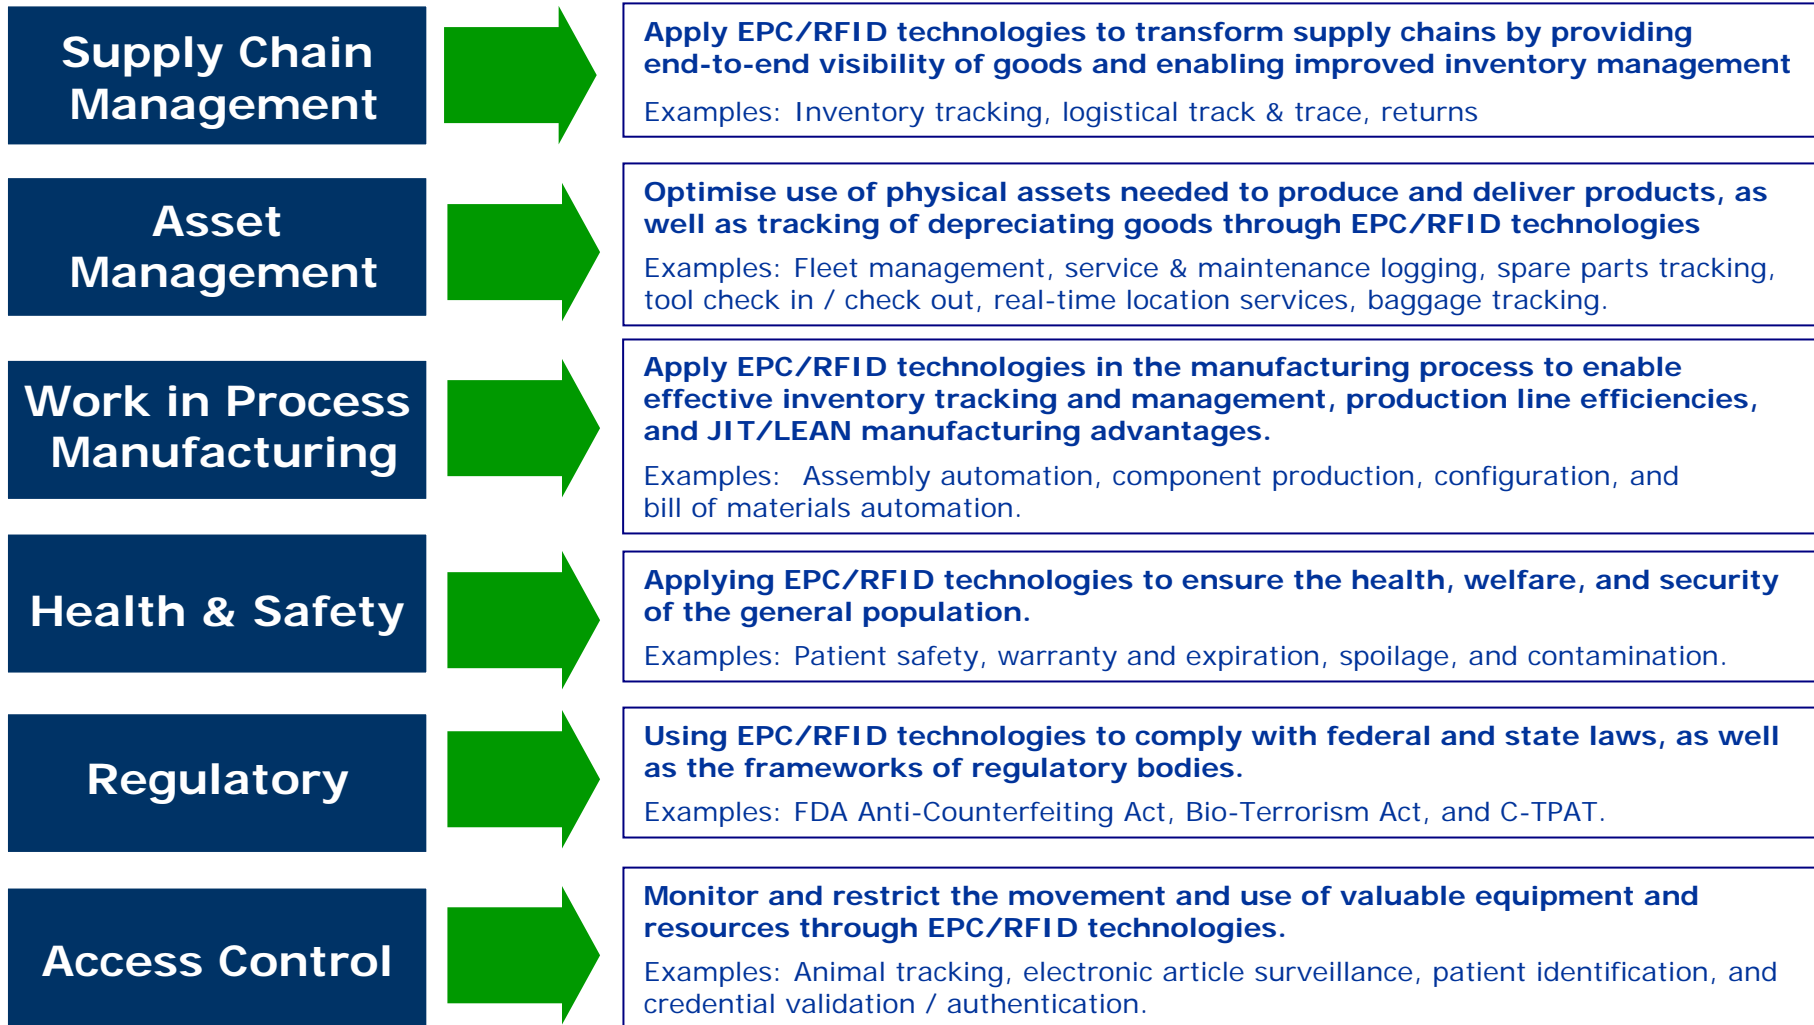 Supply Chain
Management
Apply EPC/RFID technologies to transform supply chains by providing
end-to-end visibility of goods and enabling improved inventory management
Examples: Inventory tracking, logistical track & trace, returns
Asset
Management
Optimise use of physical assets needed to produce and deliver products, as
well as tracking of depreciating goods through EPC/RFID technologies
Examples: Fleet management, service & maintenance logging, spare parts tracking,
tool check in / check out, real-time location services, baggage tracking.
Work in Process
Manufacturing
Apply EPC/RFID technologies in the manufacturing process to enable
effective inventory tracking and management, production line efficiencies,
and JIT/LEAN manufacturing advantages.
Examples: Assembly automation, component production, configuration, and
bill of materials automation.
Health & Safety
Applying EPC/RFID technologies to ensure the health, welfare, and security
of the general population.
Examples: Patient safety, warranty and expiration, spoilage, and contamination.
Regulatory
Using EPC/RFID technologies to comply with federal and state laws, as well
as the frameworks of regulatory bodies.
Examples: FDA Anti-Counterfeiting Act, Bio-Terrorism Act, and C-TPAT.
Access Control
Monitor and restrict the movement and use of valuable equipment and
resources through EPC/RFID technologies.
Examples: Animal tracking, electronic article surveillance, patient identification, and
credential validation / authentication.